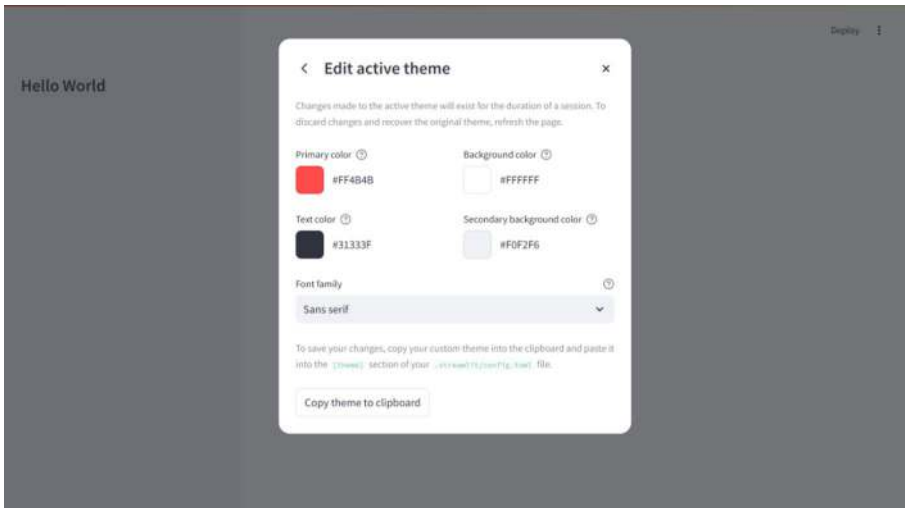 Deploy
Hello World
Edit active theme
Changes made to the active theme will exist for the duration of a session. To
discard changes and recover the original theme, refresh the page.
Primary color
Background color
#FF4B4B
#FFFFFF
Text color
Secondary background color
#31333F
#F0F2F6
Font family
Sans serif
To save your changes, copy your custom theme into the clipboard and paste it
into the [theme] section of your .streamlit/config.toml file.
Copy theme to clipboard